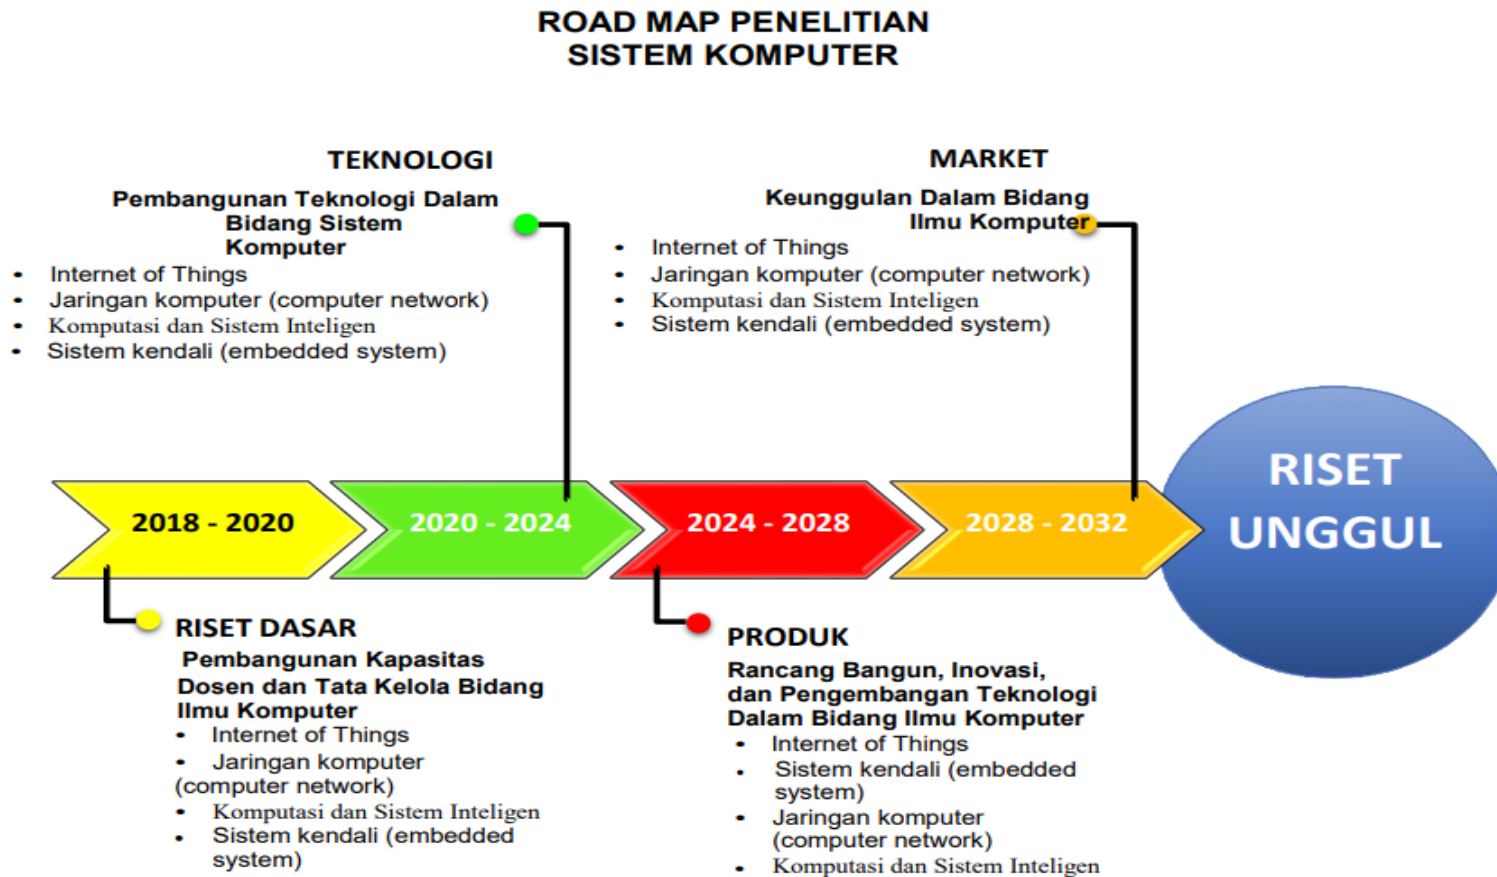 ROAD MAP PENELITIAN
SISTEM KOMPUTER
TEKNOLOGI
Pembangunan Teknologi Dalam
Bidang Sistem
Komputer
• Internet of Things
• Jaringan komputer (computer network)
• Komputasi dan Sistem Inteligen
• Sistem kendali (embedded system)
MARKET
Keunggulan Dalam Bidang
Ilmu Komputer
• Internet of Things
• Jaringan komputer (computer network)
• Komputasi dan Sistem Inteligen
• Sistem kendali (embedded system)
2018 - 2020
2020 - 2024
2024 - 2028
2028 - 2032
RISET
UNGGUL
RISET DASAR
Pembangunan Kapasitas
Dosen dan Tata Kelola Bidang
Ilmu Komputer
• Internet of Things
• Jaringan komputer
(computer network)
• Komputasi dan Sistem Inteligen
• Sistem kendali (embedded
system)
PRODUK
Rancang Bangun, Inovasi,
dan Pengembangan Teknologi
Dalam Bidang Ilmu Komputer
• Internet of Things
• Sistem kendali (embedded
system)
• Jaringan komputer
(computer network)
• Komputasi dan Sistem Inteligen